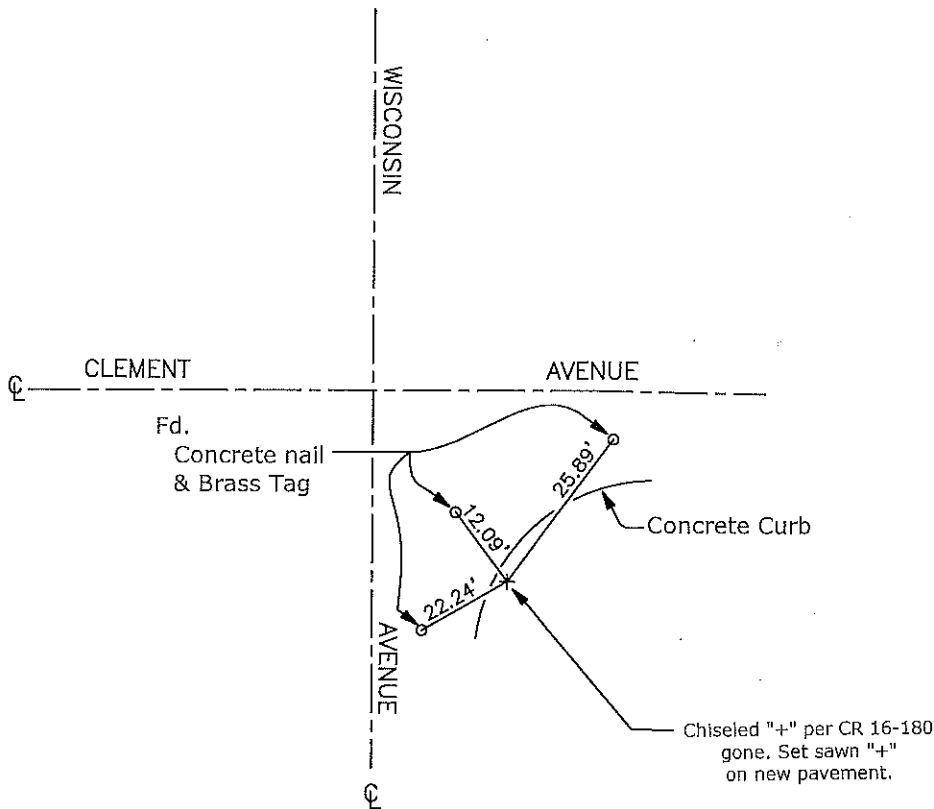 WISCONSIN
CLEMENT
AVENUE
℄
Fd.
Concrete nail
& Brass Tag
25.89'
12.09'
Concrete Curb
22.24'
AVENUE
Chiseled "+" per CR 16-180
gone. Set sawn "+"
on new pavement.
℄